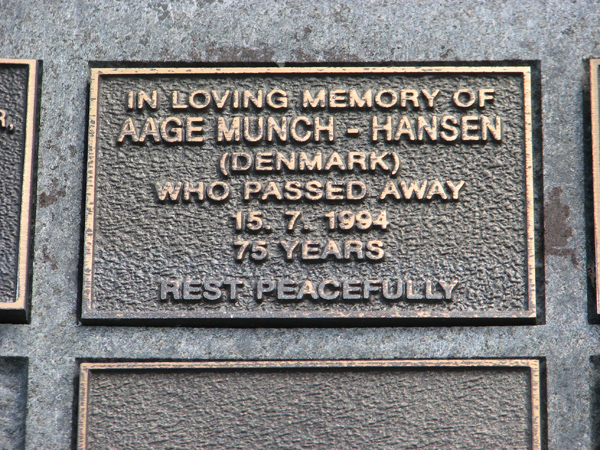 IN LOVING MEMORY OF
AAGE MUNCH - HANSEN
(DENMARK)
WHO PASSED AWAY
15. 7. 1994
75 YEARS
REST PEACEFULLY
R,